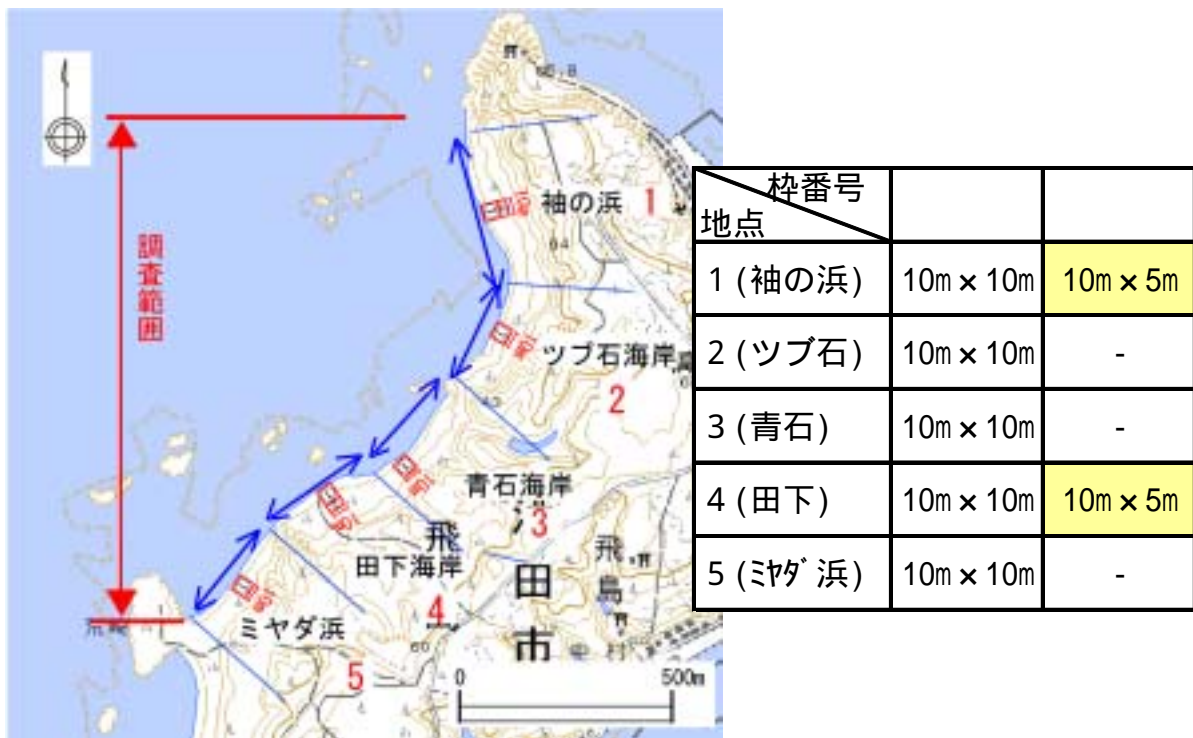 調査範囲
袖の浜 1
64
ツブ石海岸
2
青石海岸
3
飛
田下海岸
4
田
市
飛島
ミヤダ浜
5
60
0 500m
枠番号
地点
1 (袖の浜) 10m×10m 10m×5m
2 (ツブ石) 10m×10m -
3 (青石) 10m×10m -
4 (田下) 10m×10m 10m×5m
5 (ﾐﾔﾀﾞ浜) 10m×10m -